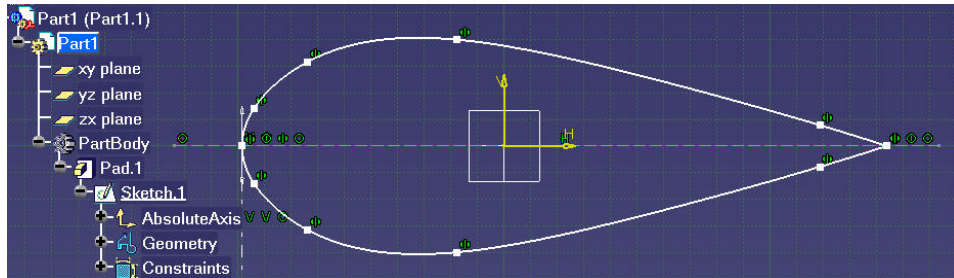 Part1 (Part1.1)
Part1
xy plane
yz plane
zx plane
PartBody
Pad.1
Sketch.1
AbsoluteAxis
Geometry
Constraints
V
H
V V